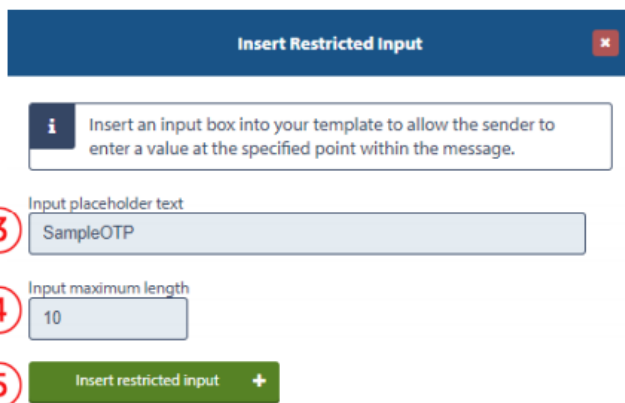 Insert Restricted Input ×
i Insert an input box into your template to allow the sender to
enter a value at the specified point within the message.
Input placeholder text
3 SampleOTP
Input maximum length
4 10
5 Insert restricted input +